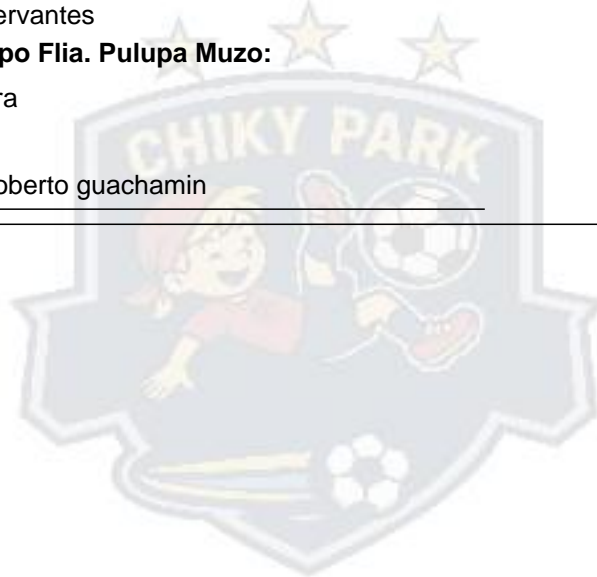 ervantes
po Flia. Pulupa Muzo:
ra
oberto guachamin
CHIKY PARK